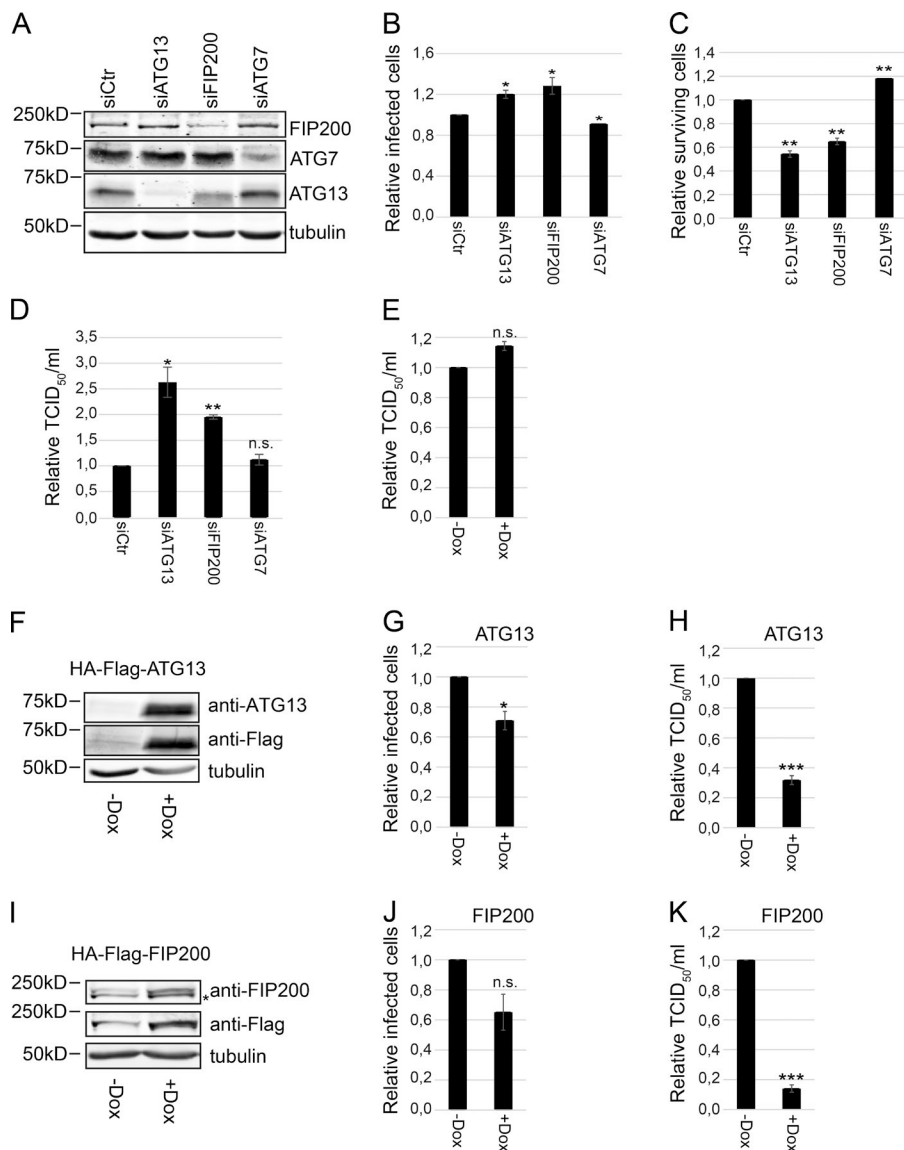 A
siCtr
siATG13
siFIP200
siATG7
250kD
FIP200
75kD
ATG7
75kD
ATG13
50kD
tubulin
B
Relative infected cells
1,6
1,2
0,8
0,4
0,0
*
*
*
siCtr
siATG13
siFIP200
siATG7
C
Relative surviving cells
1,4
1,2
1,0
0,8
0,6
0,4
0,2
0,0
**
**
**
siCtr
siATG13
siFIP200
siATG7
D
Relative TCID50/ml
3,5
3,0
2,5
2,0
1,5
1,0
0,5
0,0
*
**
n.s.
siCtr
siATG13
siFIP200
siATG7
E
Relative TCID50/ml
1,2
1,0
0,8
0,6
0,4
0,2
0,0
n.s.
-Dox
+Dox
F
HA-Flag-ATG13
75kD
anti-ATG13
75kD
anti-Flag
50kD
tubulin
-Dox
+Dox
G
ATG13
Relative infected cells
1,2
1,0
0,8
0,6
0,4
0,2
0,0
*
-Dox
+Dox
H
ATG13
Relative TCID50/ml
1,2
1,0
0,8
0,6
0,4
0,2
0,0
***
-Dox
+Dox
I
HA-Flag-FIP200
250kD
*anti-FIP200
250kD
anti-Flag
50kD
tubulin
-Dox
+Dox
J
FIP200
Relative infected cells
1,2
1,0
0,8
0,6
0,4
0,2
0,0
n.s.
-Dox
+Dox
K
FIP200
Relative TCID50/ml
1,2
1,0
0,8
0,6
0,4
0,2
0,0
***
-Dox
+Dox